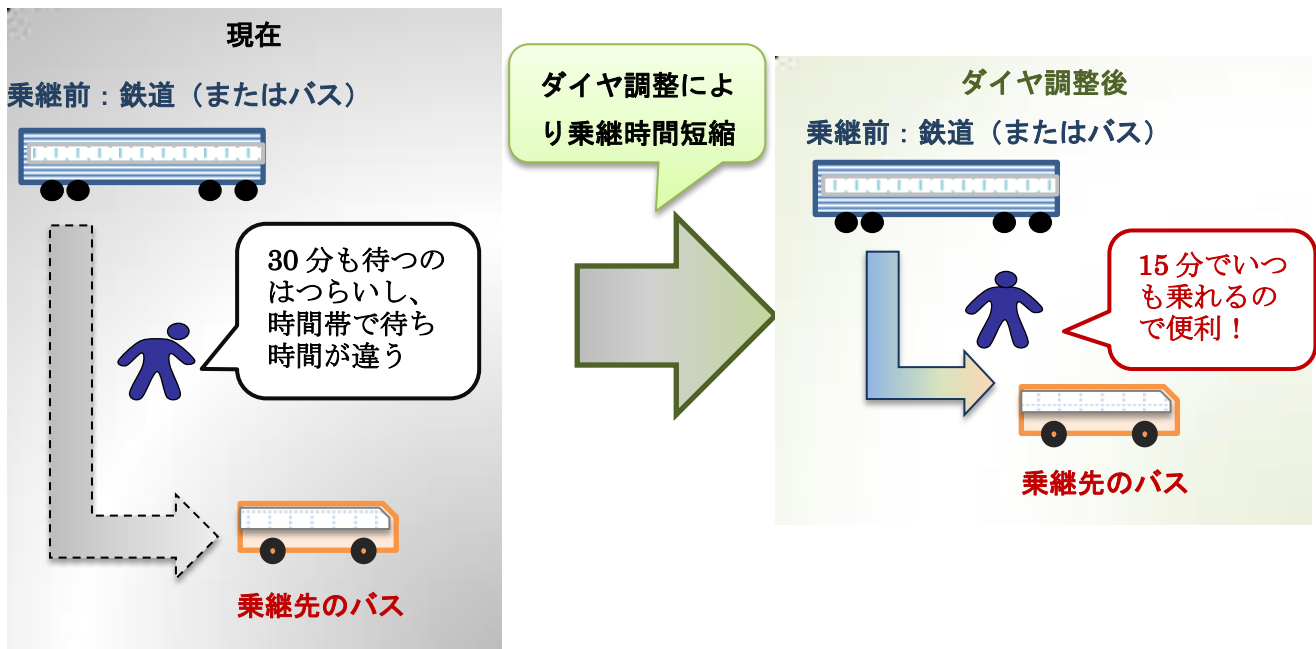 現在
乗継前：鉄道（またはバス）
30 分も待つの
はつらいし、
時間帯で待ち
時間が違う
乗継先のバス
ダイヤ調整によ
り乗継時間短縮
ダイヤ調整後
乗継前：鉄道（またはバス）
15 分でいつ
も乗れるの
で便利！
乗継先のバス